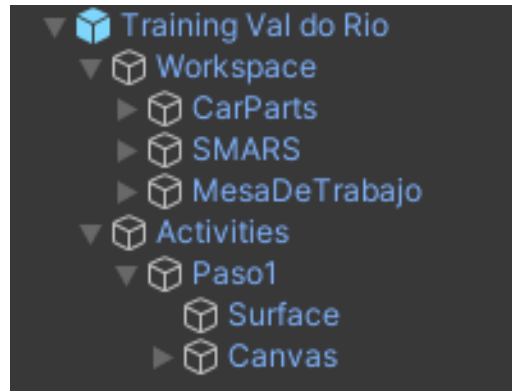 Training Val do Rio
Workspace
CarParts
SMARS
MesaDeTrabajo
Activities
Paso1
Surface
Canvas